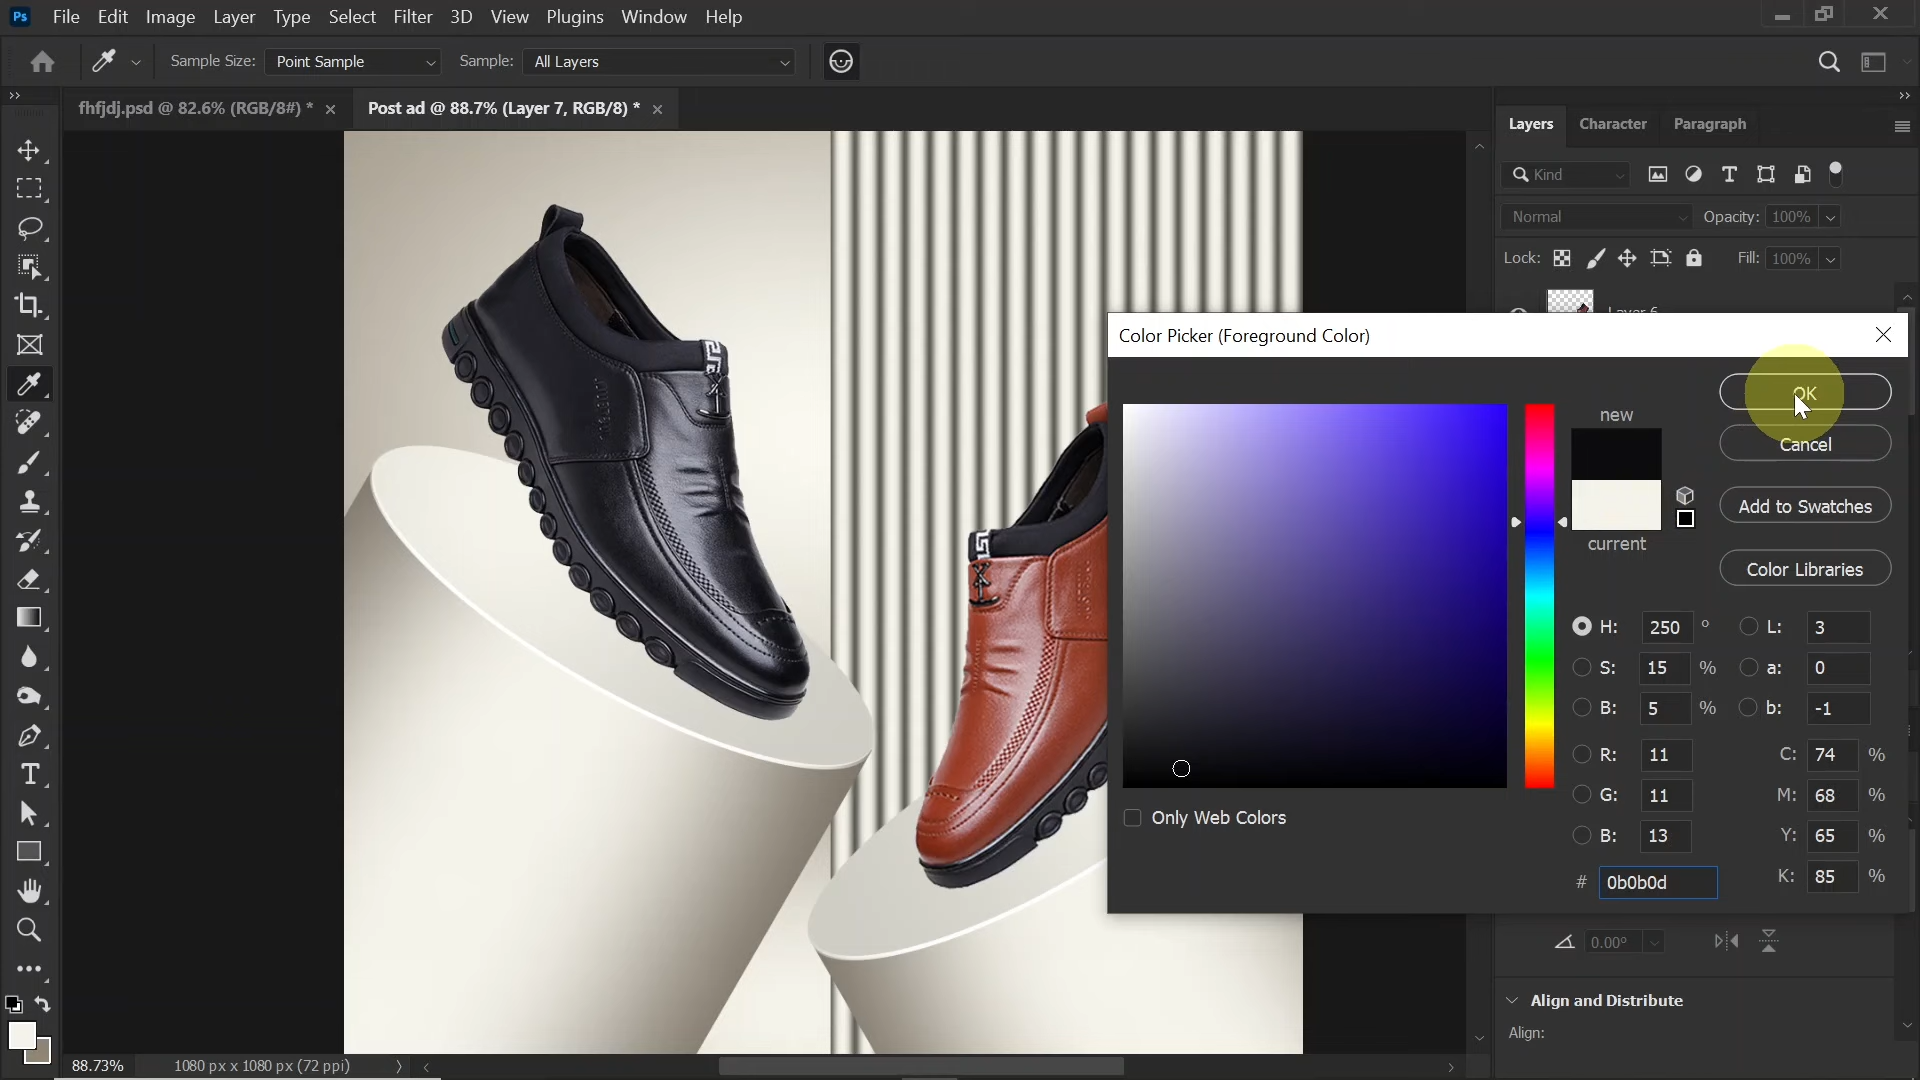 Ps File Edit Image Layer Type Select Filter 3D View Plugins Window Help
Sample Size: Point Sample Sample: All Layers
fhfjdj.psd @ 82.6% (RGB/8#) * Post ad @ 88.7% (Layer 7, RGB/8) *
Layers Character Paragraph
Kind
Normal Opacity: 100%
Lock: Fill: 100%
Layer 6
Color Picker (Foreground Color)
OK
new
Cancel
Add to Swatches
current
Color Libraries
H: 250 ° L: 3
S: 15 % a: 0
B: 5 % b: -1
R: 11 C: 74 %
G: 11 M: 68 %
Only Web Colors
B: 13 Y: 65 %
# 0b0b0d K: 85 %
0.00°
Align and Distribute
Align:
88.73% 1080 px x 1080 px (72 ppi)